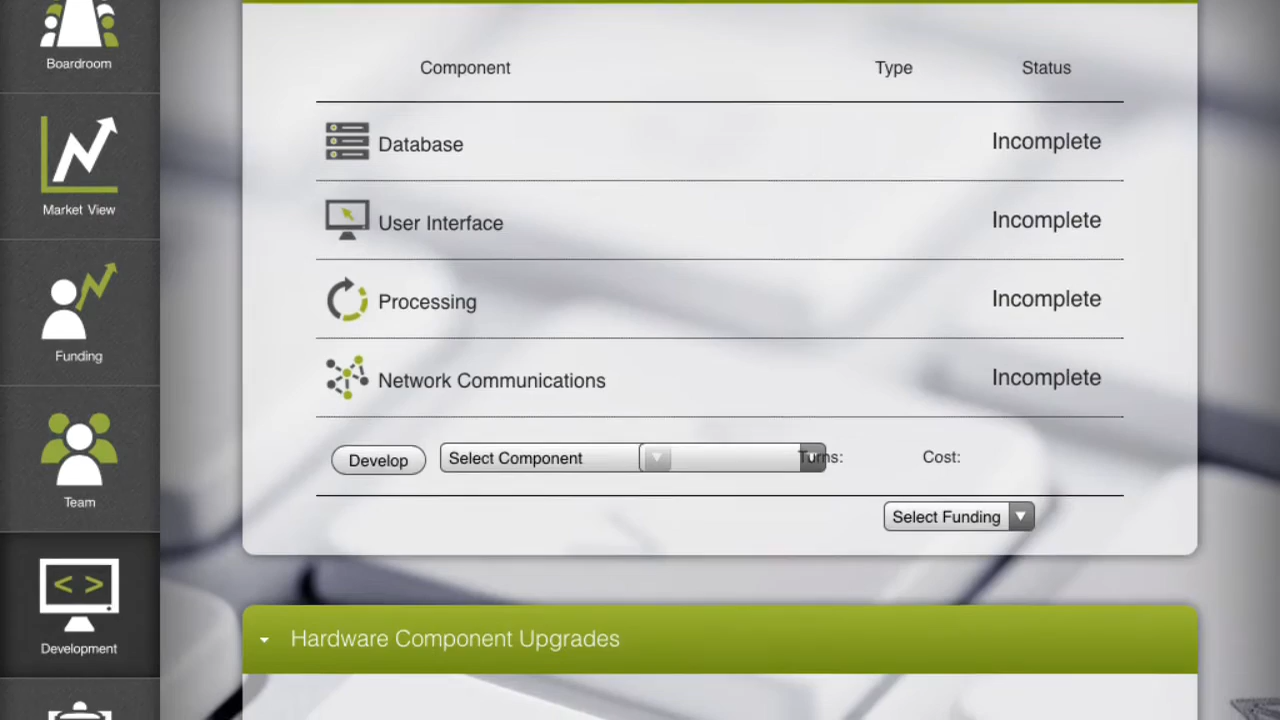 Boardroom
Market View
Funding
Team
< >
Development
Component Type Status
Database Incomplete
User Interface Incomplete
Processing Incomplete
Network Communications Incomplete
Develop Select Component Turns: Cost:
Select Funding
Hardware Component Upgrades